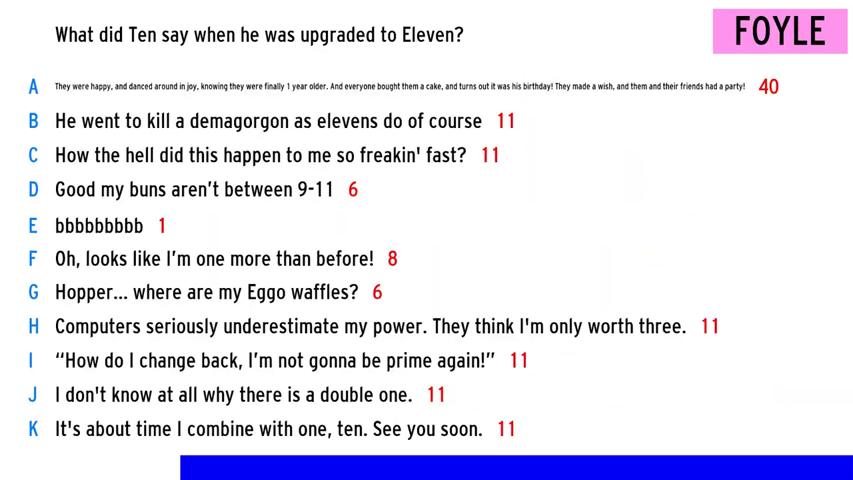 What did Ten say when he was upgraded to Eleven?
FOYLE
A They were happy, and danced around in joy, knowing they were finally 1 year older. And everyone bought them a cake, and turns out it was his birthday! They made a wish, and them and their friends had a party! 40
B He went to kill a demagorgon as elevens do of course 11
C How the hell did this happen to me so freakin' fast? 11
D Good my buns aren’t between 9-11 6
E bbbbbbbbb 1
F Oh, looks like I’m one more than before! 8
G Hopper... where are my Eggo waffles? 6
H Computers seriously underestimate my power. They think I'm only worth three. 11
I “How do I change back, I’m not gonna be prime again!” 11
J I don't know at all why there is a double one. 11
K It's about time I combine with one, ten. See you soon. 11